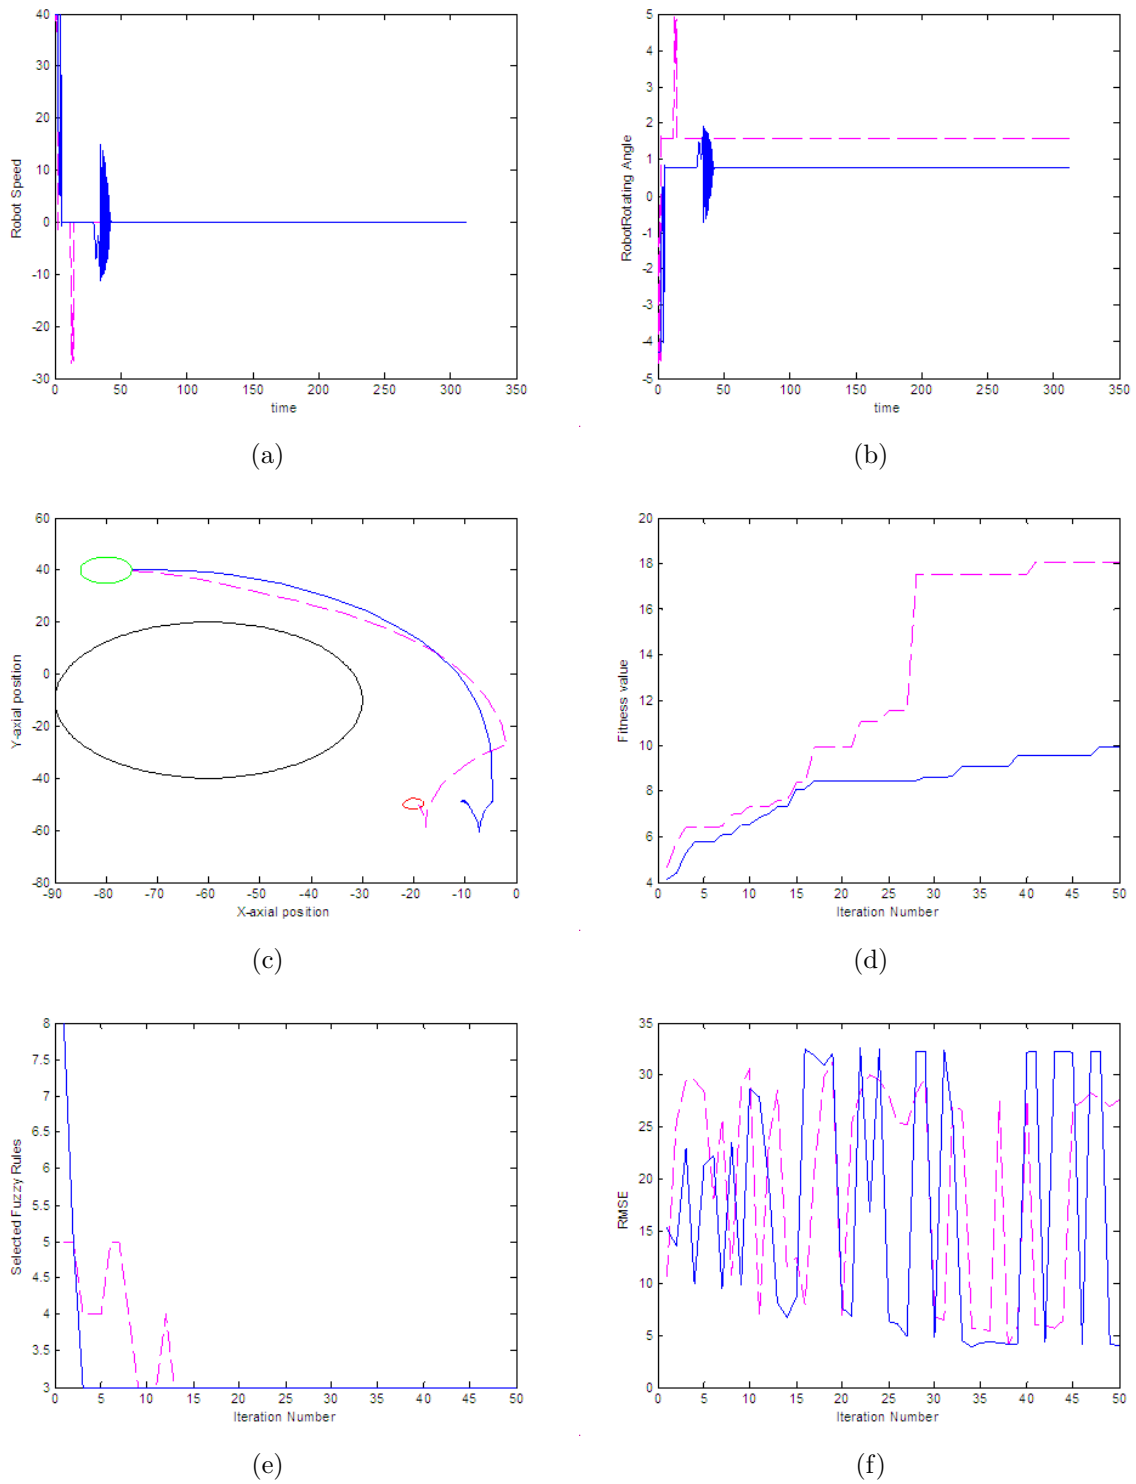 40
30
20
10
0
-10
-20
-30
Robot Speed
0 50 100 150 200 250 300 350
time
(a)
5
4
3
2
1
0
-1
-2
-3
-4
-5
RobotRotating Angle
0 50 100 150 200 250 300 350
time
(b)
60
40
20
0
-20
-40
-60
-80
Y-axial position
-90 -80 -70 -60 -50 -40 -30 -20 -10 0
X-axial position
(c)
20
18
16
14
12
10
8
6
4
Fitness value
0 5 10 15 20 25 30 35 40 45 50
Iteration Number
(d)
8
7.5
7
6.5
6
5.5
5
4.5
4
3.5
3
Selected Fuzzy Rules
0 5 10 15 20 25 30 35 40 45 50
Iteration Number
(e)
35
30
25
20
15
10
5
0
RMSE
0 5 10 15 20 25 30 35 40 45 50
Iteration Number
(f)